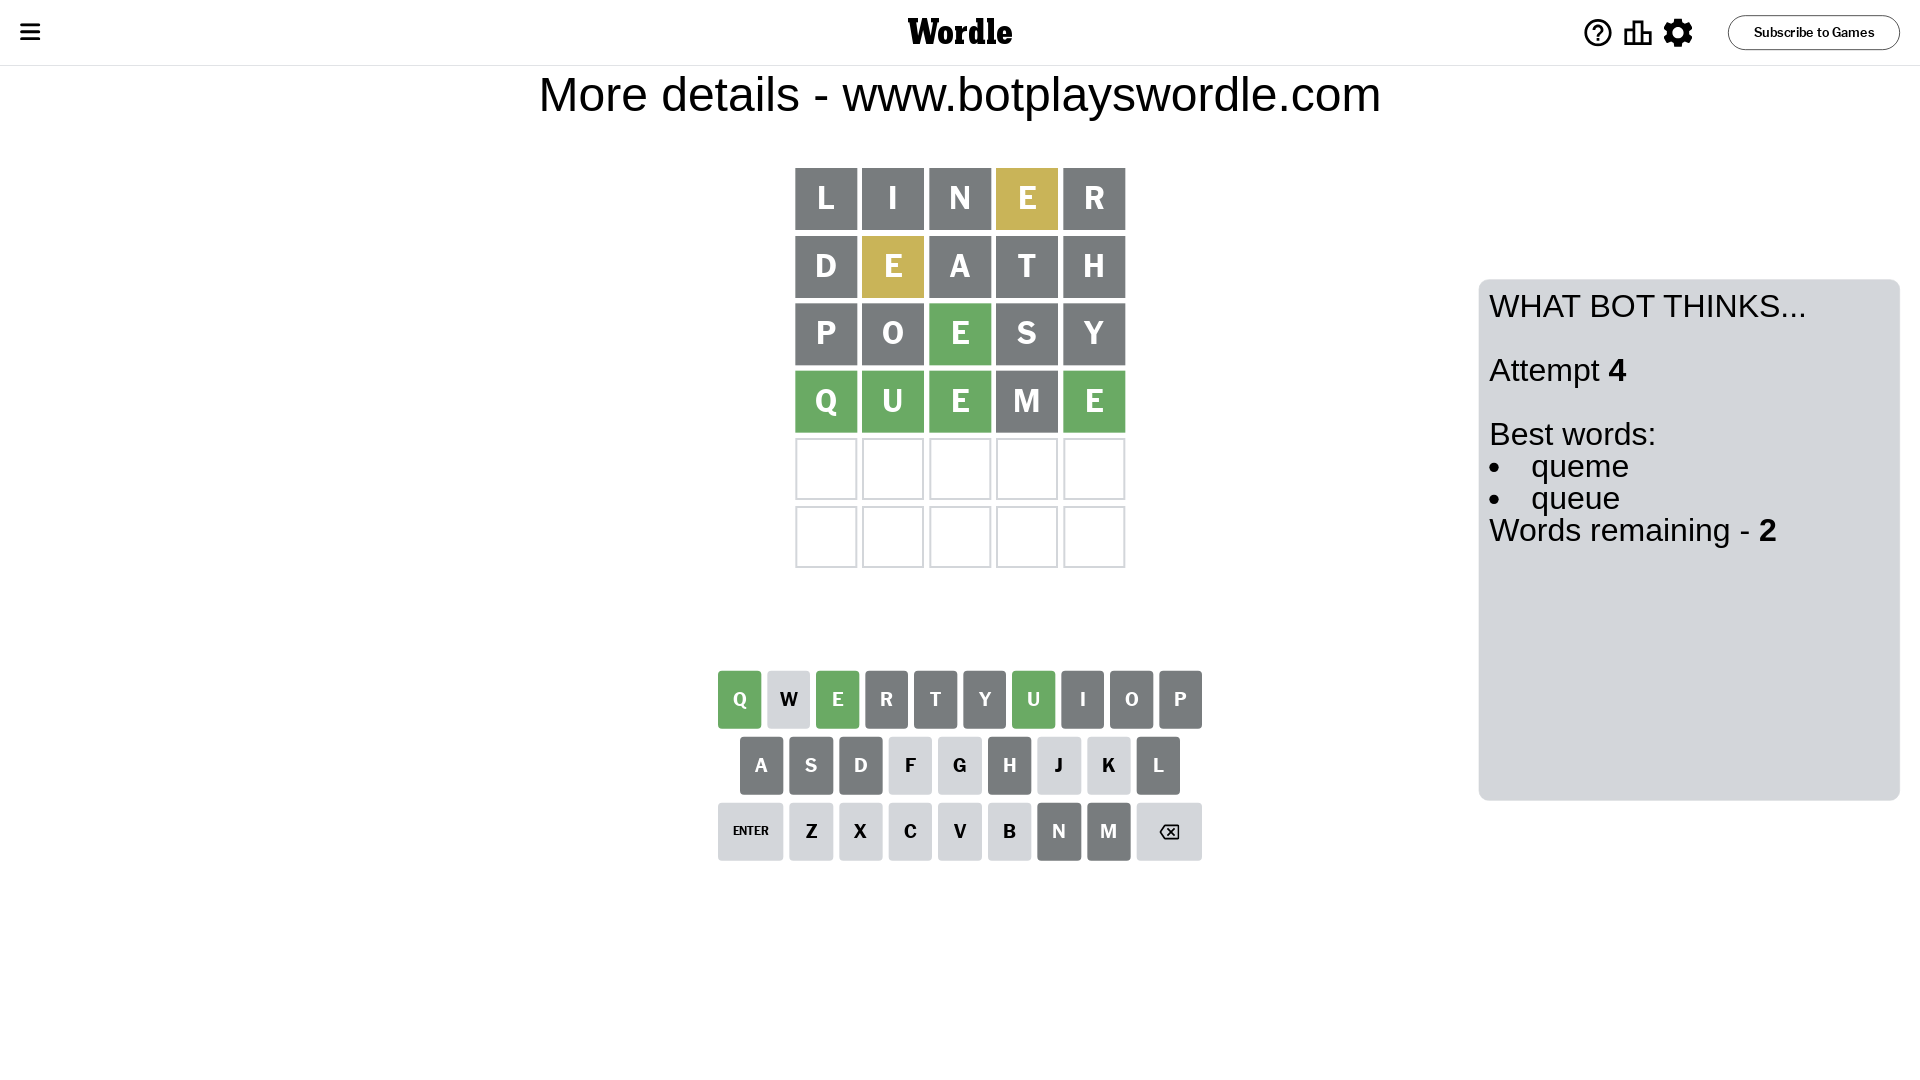 Wordle
Subscribe to Games
More details - www.botplayswordle.com
L I N E R
D E A T H
P O E S Y
Q U E M E
WHAT BOT THINKS...
Attempt 4
Best words:
• queme
• queue
Words remaining - 2
Q W E R T Y U I O P
A S D F G H J K L
ENTER Z X C V B N M